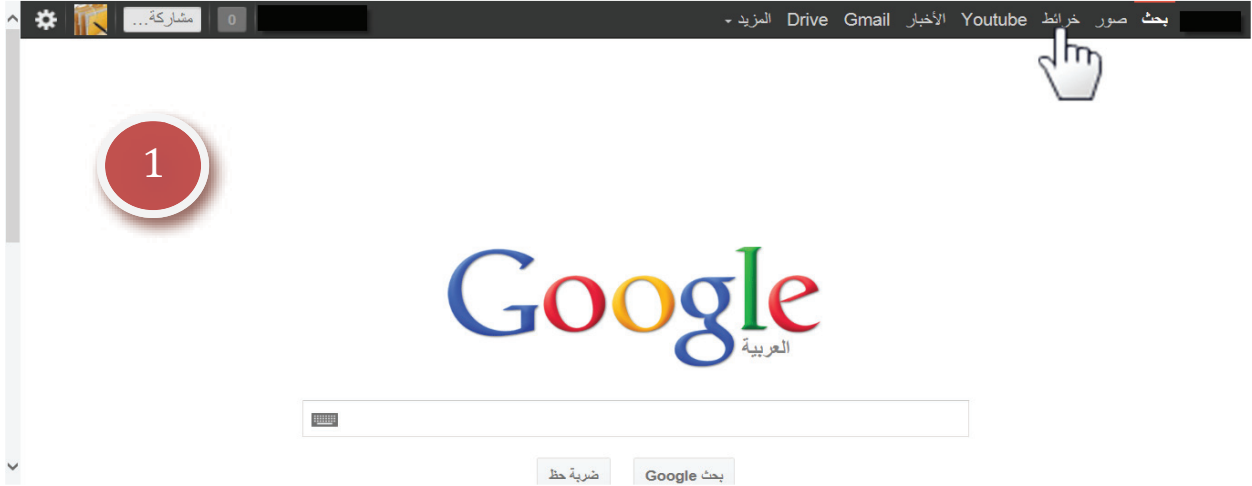 بحث صور خرائط Youtube الأخبار Gmail Drive المزيد
0 مشاركة...
1
Google
العربية
بحث Google ضربة حظ